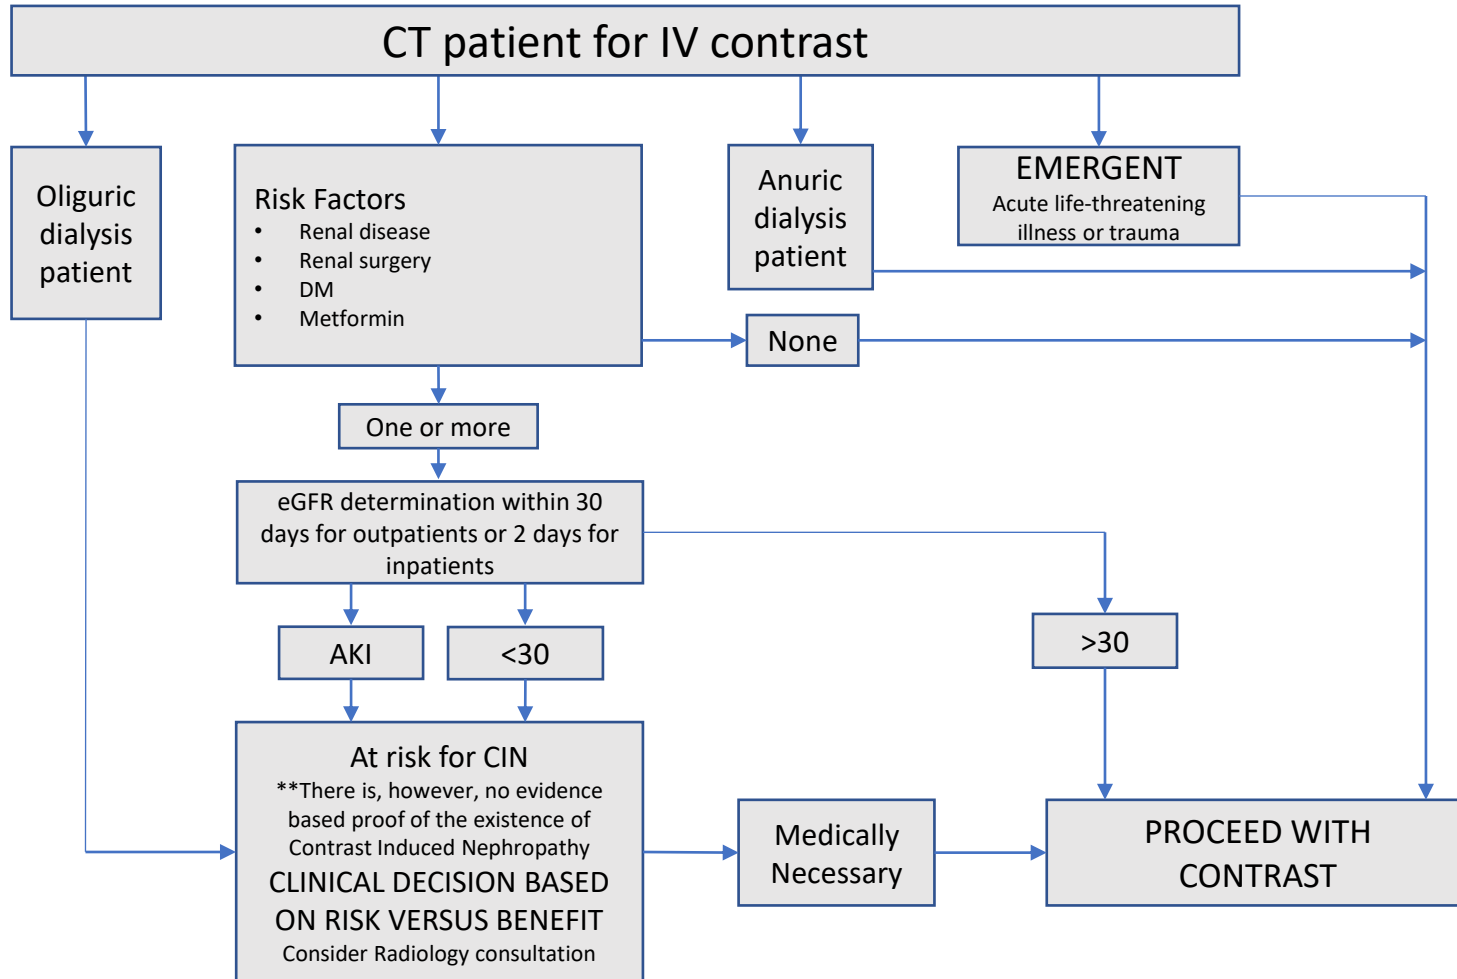 CT patient for IV contrast
Oliguric
dialysis
patient
Risk Factors
• Renal disease
• Renal surgery
• DM
• Metformin
Anuric
dialysis
patient
EMERGENT
Acute life-threatening
illness or trauma
None
One or more
eGFR determination within 30
days for outpatients or 2 days for
inpatients
AKI
<30
>30
At risk for CIN
**There is, however, no evidence
based proof of the existence of
Contrast Induced Nephropathy
CLINICAL DECISION BASED
ON RISK VERSUS BENEFIT
Consider Radiology consultation
Medically
Necessary
PROCEED WITH
CONTRAST